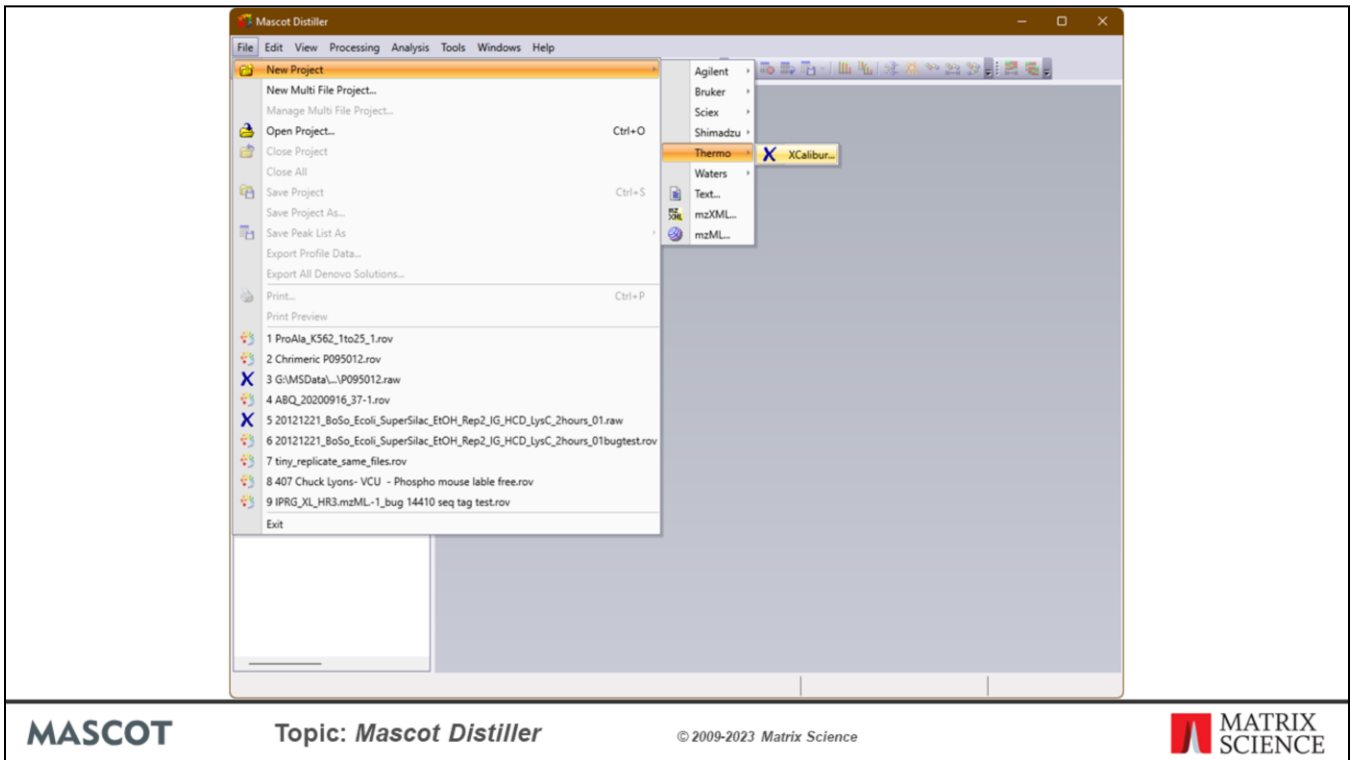 Mascot Distiller
File Edit View Processing Analysis Tools Windows Help
New Project
New Multi File Project...
Manage Multi File Project...
Open Project... Ctrl+O
Close Project
Close All
Save Project Ctrl+S
Save Project As...
Save Peak List As
Export Profile Data...
Export All Denovo Solutions...
Print... Ctrl+P
Print Preview
1 ProAla_K562_1to25_1.rov
2 Chrimeric P095012.rov
3 G:\MSData\...\P095012.raw
4 ABQ_20200916_37-1.rov
5 20121221_BoSo_Ecoli_SuperSilac_EtOH_Rep2_IG_HCD_LysC_2hours_01.raw
6 20121221_BoSo_Ecoli_SuperSilac_EtOH_Rep2_IG_HCD_LysC_2hours_01bugtest.rov
7 tiny_replicate_same_files.rov
8 407 Chuck Lyons- VCU - Phospho mouse lable free.rov
9 IPRG_XL_HR3.mzML.-1_bug 14410 seq tag test.rov
Exit
Agilent
Bruker
Sciex
Shimadzu
Thermo
Waters
Text...
mzXML...
mzML...
XCalibur...
MASCOT
Topic: Mascot Distiller
© 2009-2023 Matrix Science
MATRIX
SCIENCE